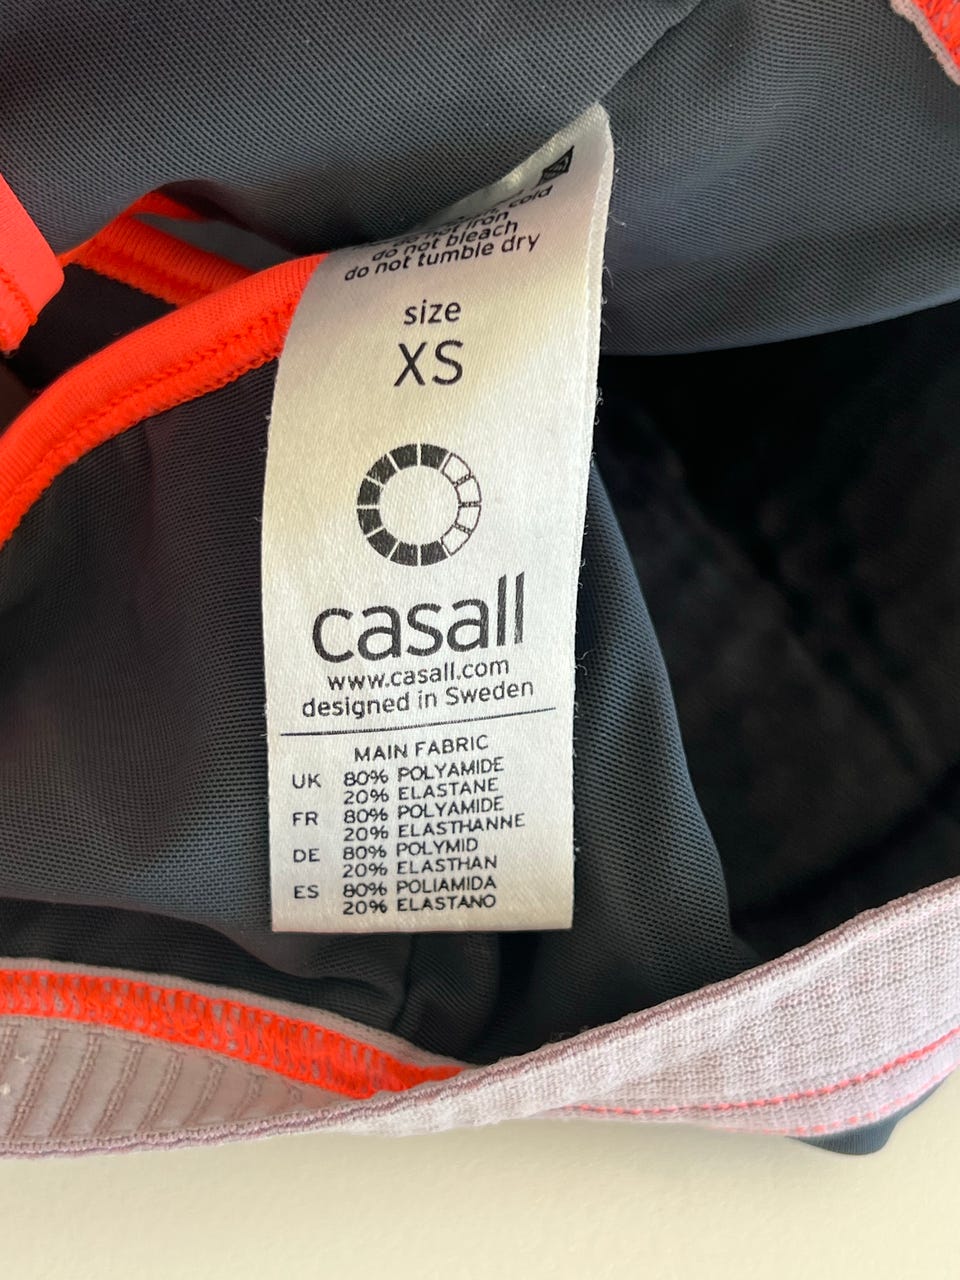 cold
do not iron
do not bleach
do not tumble dry
size
XS
casall
www.casall.com
designed in Sweden
MAIN FABRIC
UK 80% POLYAMIDE
20% ELASTANE
FR 80% POLYAMIDE
20% ELASTHANNE
DE 80% POLYMID
20% ELASTHAN
ES 80% POLIAMIDA
20% ELASTANO